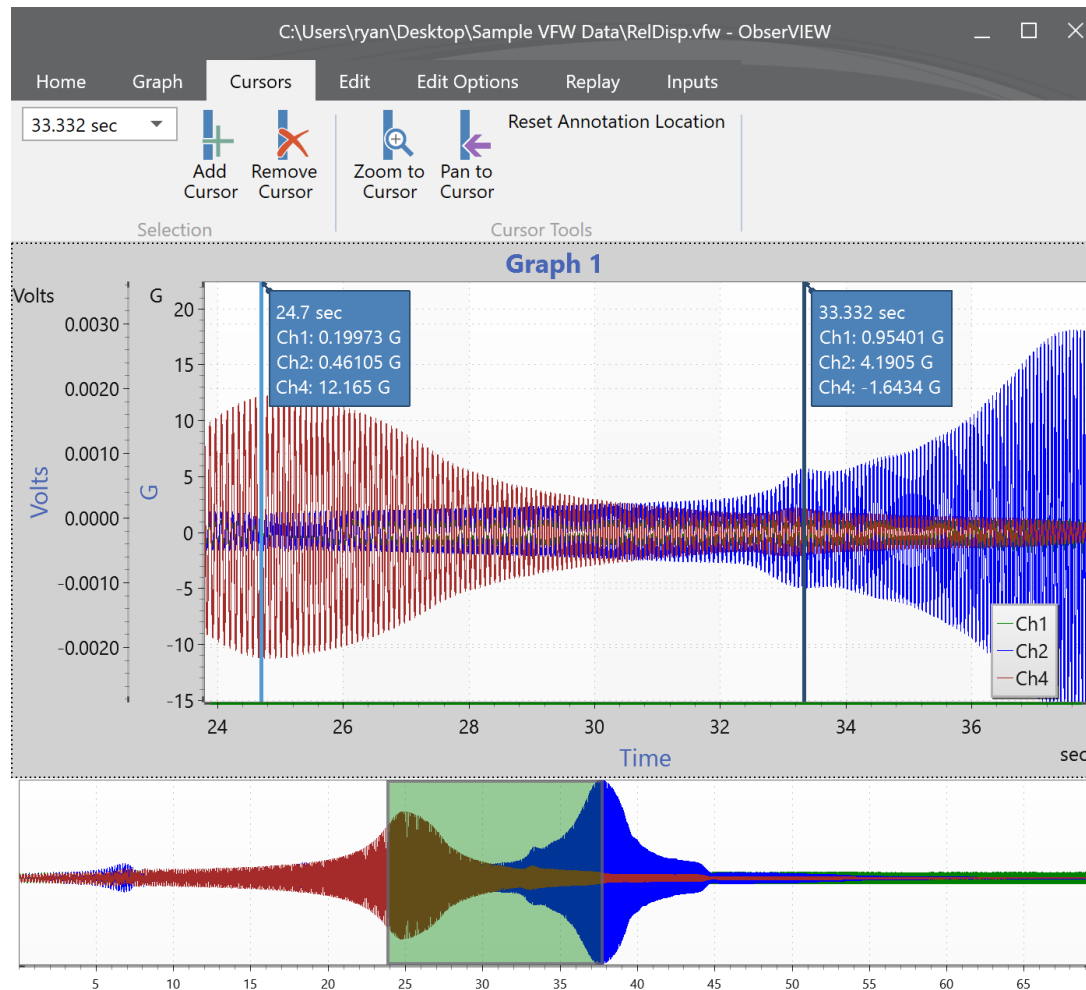 C:\Users\ryan\Desktop\Sample VFW Data\RelDisp.vfw - ObserVIEW
Home Graph Cursors Edit Edit Options Replay Inputs
33.332 sec
Add Cursor
Remove Cursor
Zoom to Cursor
Pan to Cursor
Reset Annotation Location
Selection
Cursor Tools
Graph 1
Volts
0.0030
0.0020
0.0010
0.0000
-0.0010
-0.0020
Volts
G
20
15
10
5
0
-5
-10
-15
G
24.7 sec
Ch1: 0.19973 G
Ch2: 0.46105 G
Ch4: 12.165 G
33.332 sec
Ch1: 0.95401 G
Ch2: 4.1905 G
Ch4: -1.6434 G
Ch1
Ch2
Ch4
24 26 28 30 32 34 36
Time
sec
5 10 15 20 25 30 35 40 45 50 55 60 65